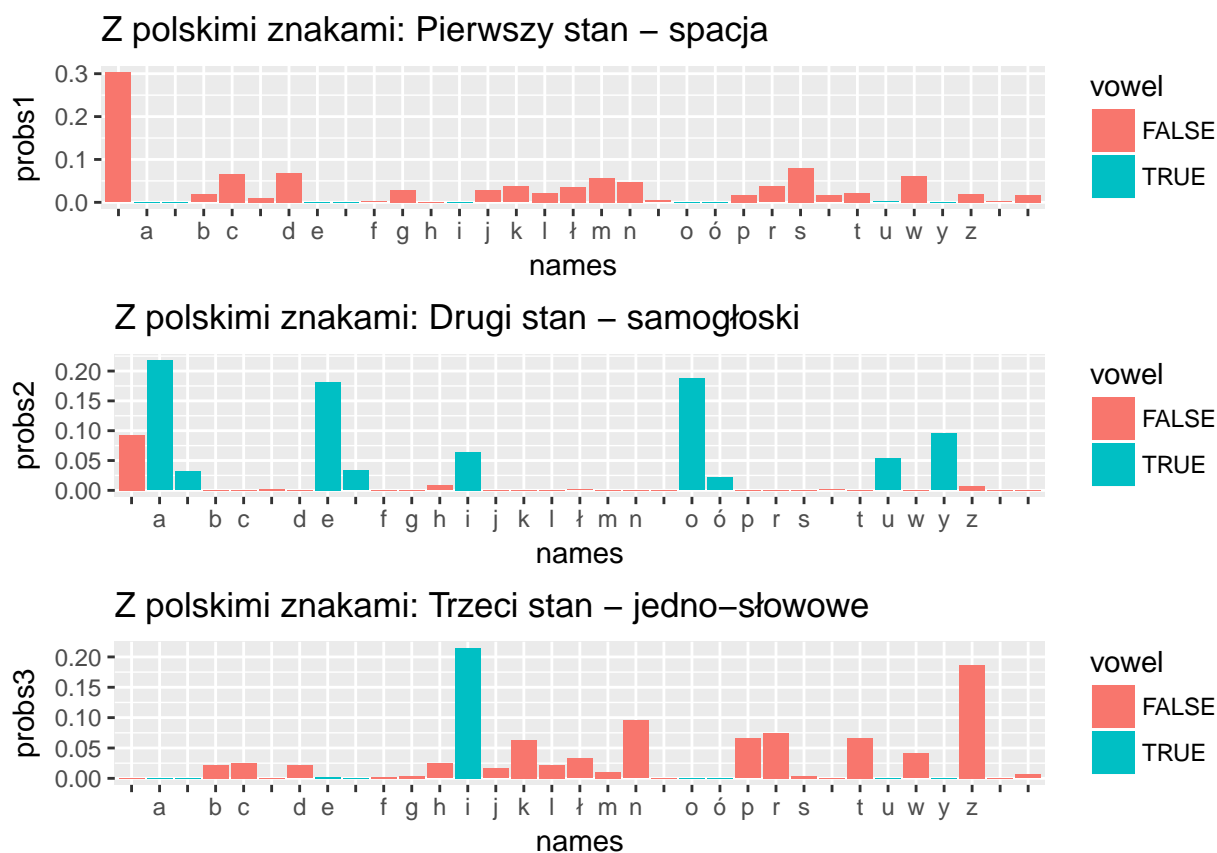 Z polskimi znakami: Pierwszy stan − spacja
probs1
0.3
0.2
0.1
0.0
a b c d e f g h i j k l ł m n o ó p r s t u w y z
names
vowel
FALSE
TRUE
Z polskimi znakami: Drugi stan − samogłoski
probs2
0.20
0.15
0.10
0.05
0.00
a b c d e f g h i j k l ł m n o ó p r s t u w y z
names
vowel
FALSE
TRUE
Z polskimi znakami: Trzeci stan − jedno−słowowe
probs3
0.20
0.15
0.10
0.05
0.00
a b c d e f g h i j k l ł m n o ó p r s t u w y z
names
vowel
FALSE
TRUE